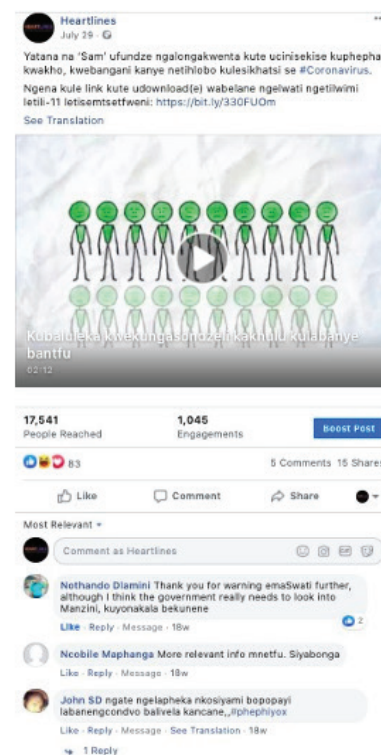 Heartlines
July 29
Yatana na 'Sam' ufundze ngalongakwenta kute ucinisekise kuphepha
kwakho, kwebangani kanye netihlobo kulesikhatsi se #Coronavirus.
Ngena kule link kute udownload(e) wabelane ngelwati ngetilwimi
letili-11 letisemtsetfweni: https://bit.ly/330FUOm
See Translation
Kubaluleka kwekungasondzeli kakhulu kulabanye
bantfu
02:12
17,541
People Reached
1,045
Engagements
Boost Post
83
5 Comments 15 Shares
Like
Comment
Share
Most Relevant
Comment as Heartlines
GIF
Nothando Dlamini Thank you for warning emaSwati further,
although I think the government really needs to look into
Manzini, kuyonakala bekunene
Like · Reply · Message · 18w
2
Ncobile Maphanga More relevant info mnetfu. Siyabonga
Like · Reply · Message · 18w
John SD ngate ngelapheka nkosiyami bopopayi
labanengcondvo balivela kancane,,#phephiyox
Like · Reply · Message · See Translation · 18w
1 Reply